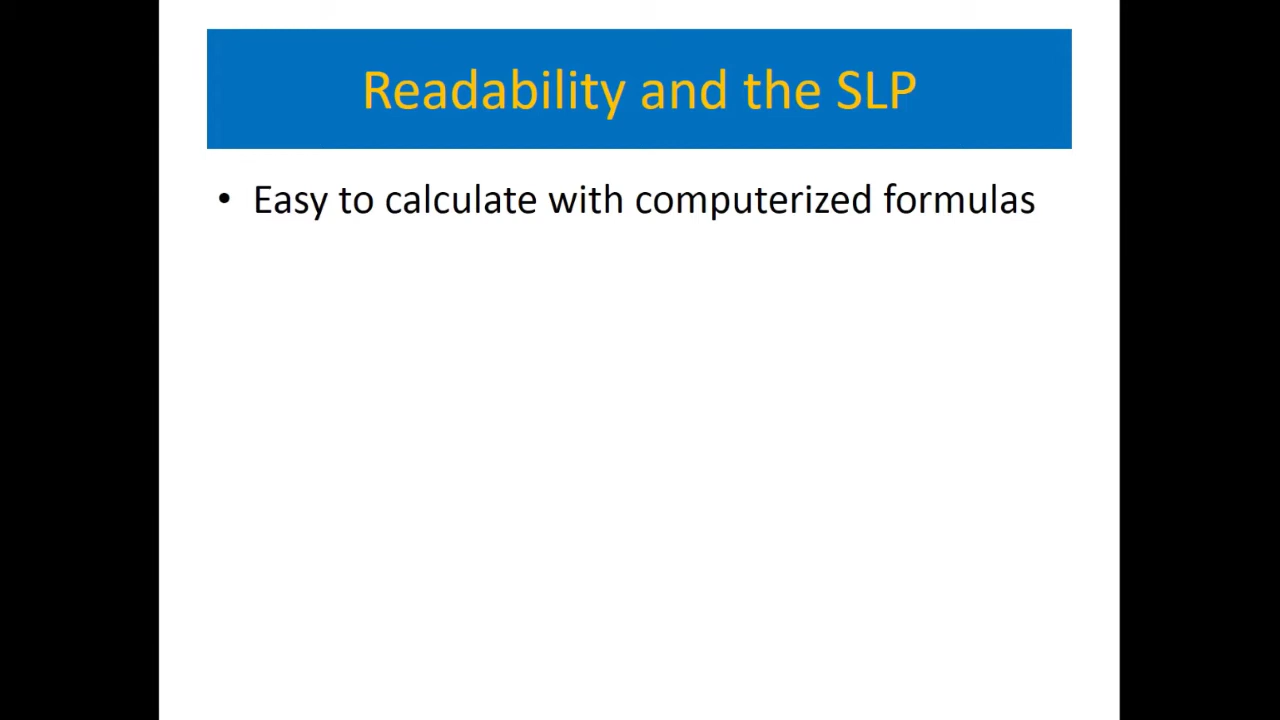 Readability and the SLP
• Easy to calculate with computerized formulas